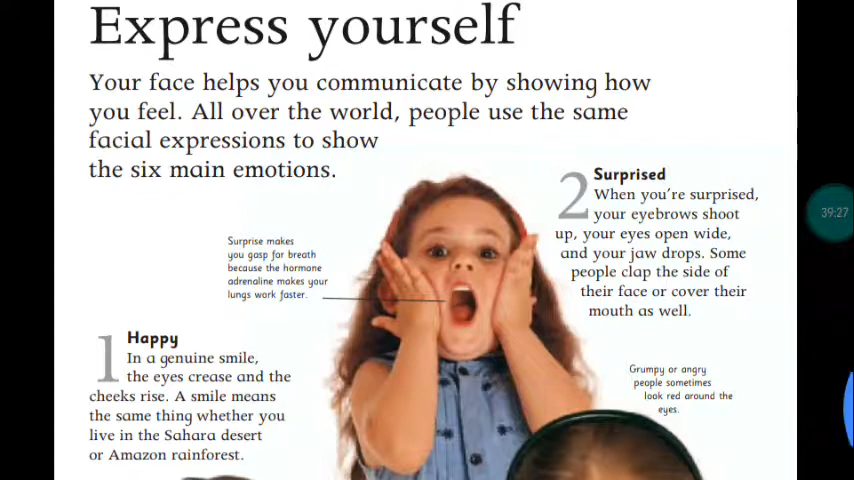 Express yourself
Your face helps you communicate by showing how
you feel. All over the world, people use the same
facial expressions to show
the six main emotions.
2 Surprised
When you're surprised,
your eyebrows shoot
up, your eyes open wide,
and your jaw drops. Some
people clap the side of
their face or cover their
mouth as well.
Surprise makes
you gasp for breath
because the hormone
adrenaline makes your
lungs work faster.
1 Happy
In a genuine smile,
the eyes crease and the
cheeks rise. A smile means
the same thing whether you
live in the Sahara desert
or Amazon rainforest.
Grumpy or angry
people sometimes
look red around the
eyes.
39:27